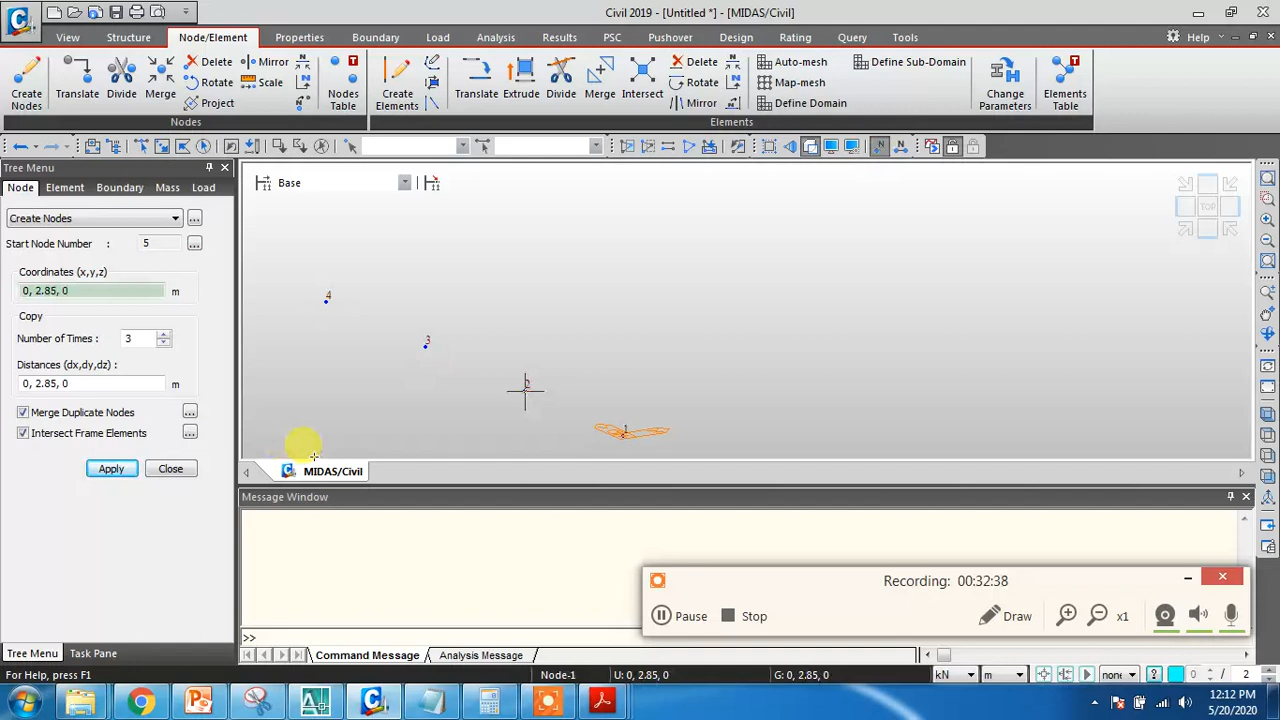 Civil 2019 - [Untitled *] - [MIDAS/Civil]
View Structure Node/Element Properties Boundary Load Analysis Results PSC Pushover Design Rating Query Tools Help
Create Nodes Translate Divide Merge Delete Rotate Project Mirror Scale Nodes Table
Create Elements Translate Extrude Divide Merge Intersect Delete Rotate Mirror Auto-mesh Map-mesh Define Domain Define Sub-Domain Change Parameters Elements Table
Nodes Elements
Tree Menu
Node Element Boundary Mass Load
Base
TOP
Create Nodes
Start Node Number : 5
Coordinates (x,y,z)
0, 2.85, 0 m
Copy
Number of Times : 3
Distances (dx,dy,dz) :
0, 2.85, 0 m
Merge Duplicate Nodes
Intersect Frame Elements
Apply Close
4
3
2
1
MIDAS/Civil
Message Window
Recording: 00:32:38
Pause Stop Draw x1
>>
Tree Menu Task Pane
Command Message Analysis Message
For Help, press F1 Node-1 U: 0, 2.85, 0 G: 0, 2.85, 0 kN m none ? 0 / 2
12:12 PM
5/20/2020